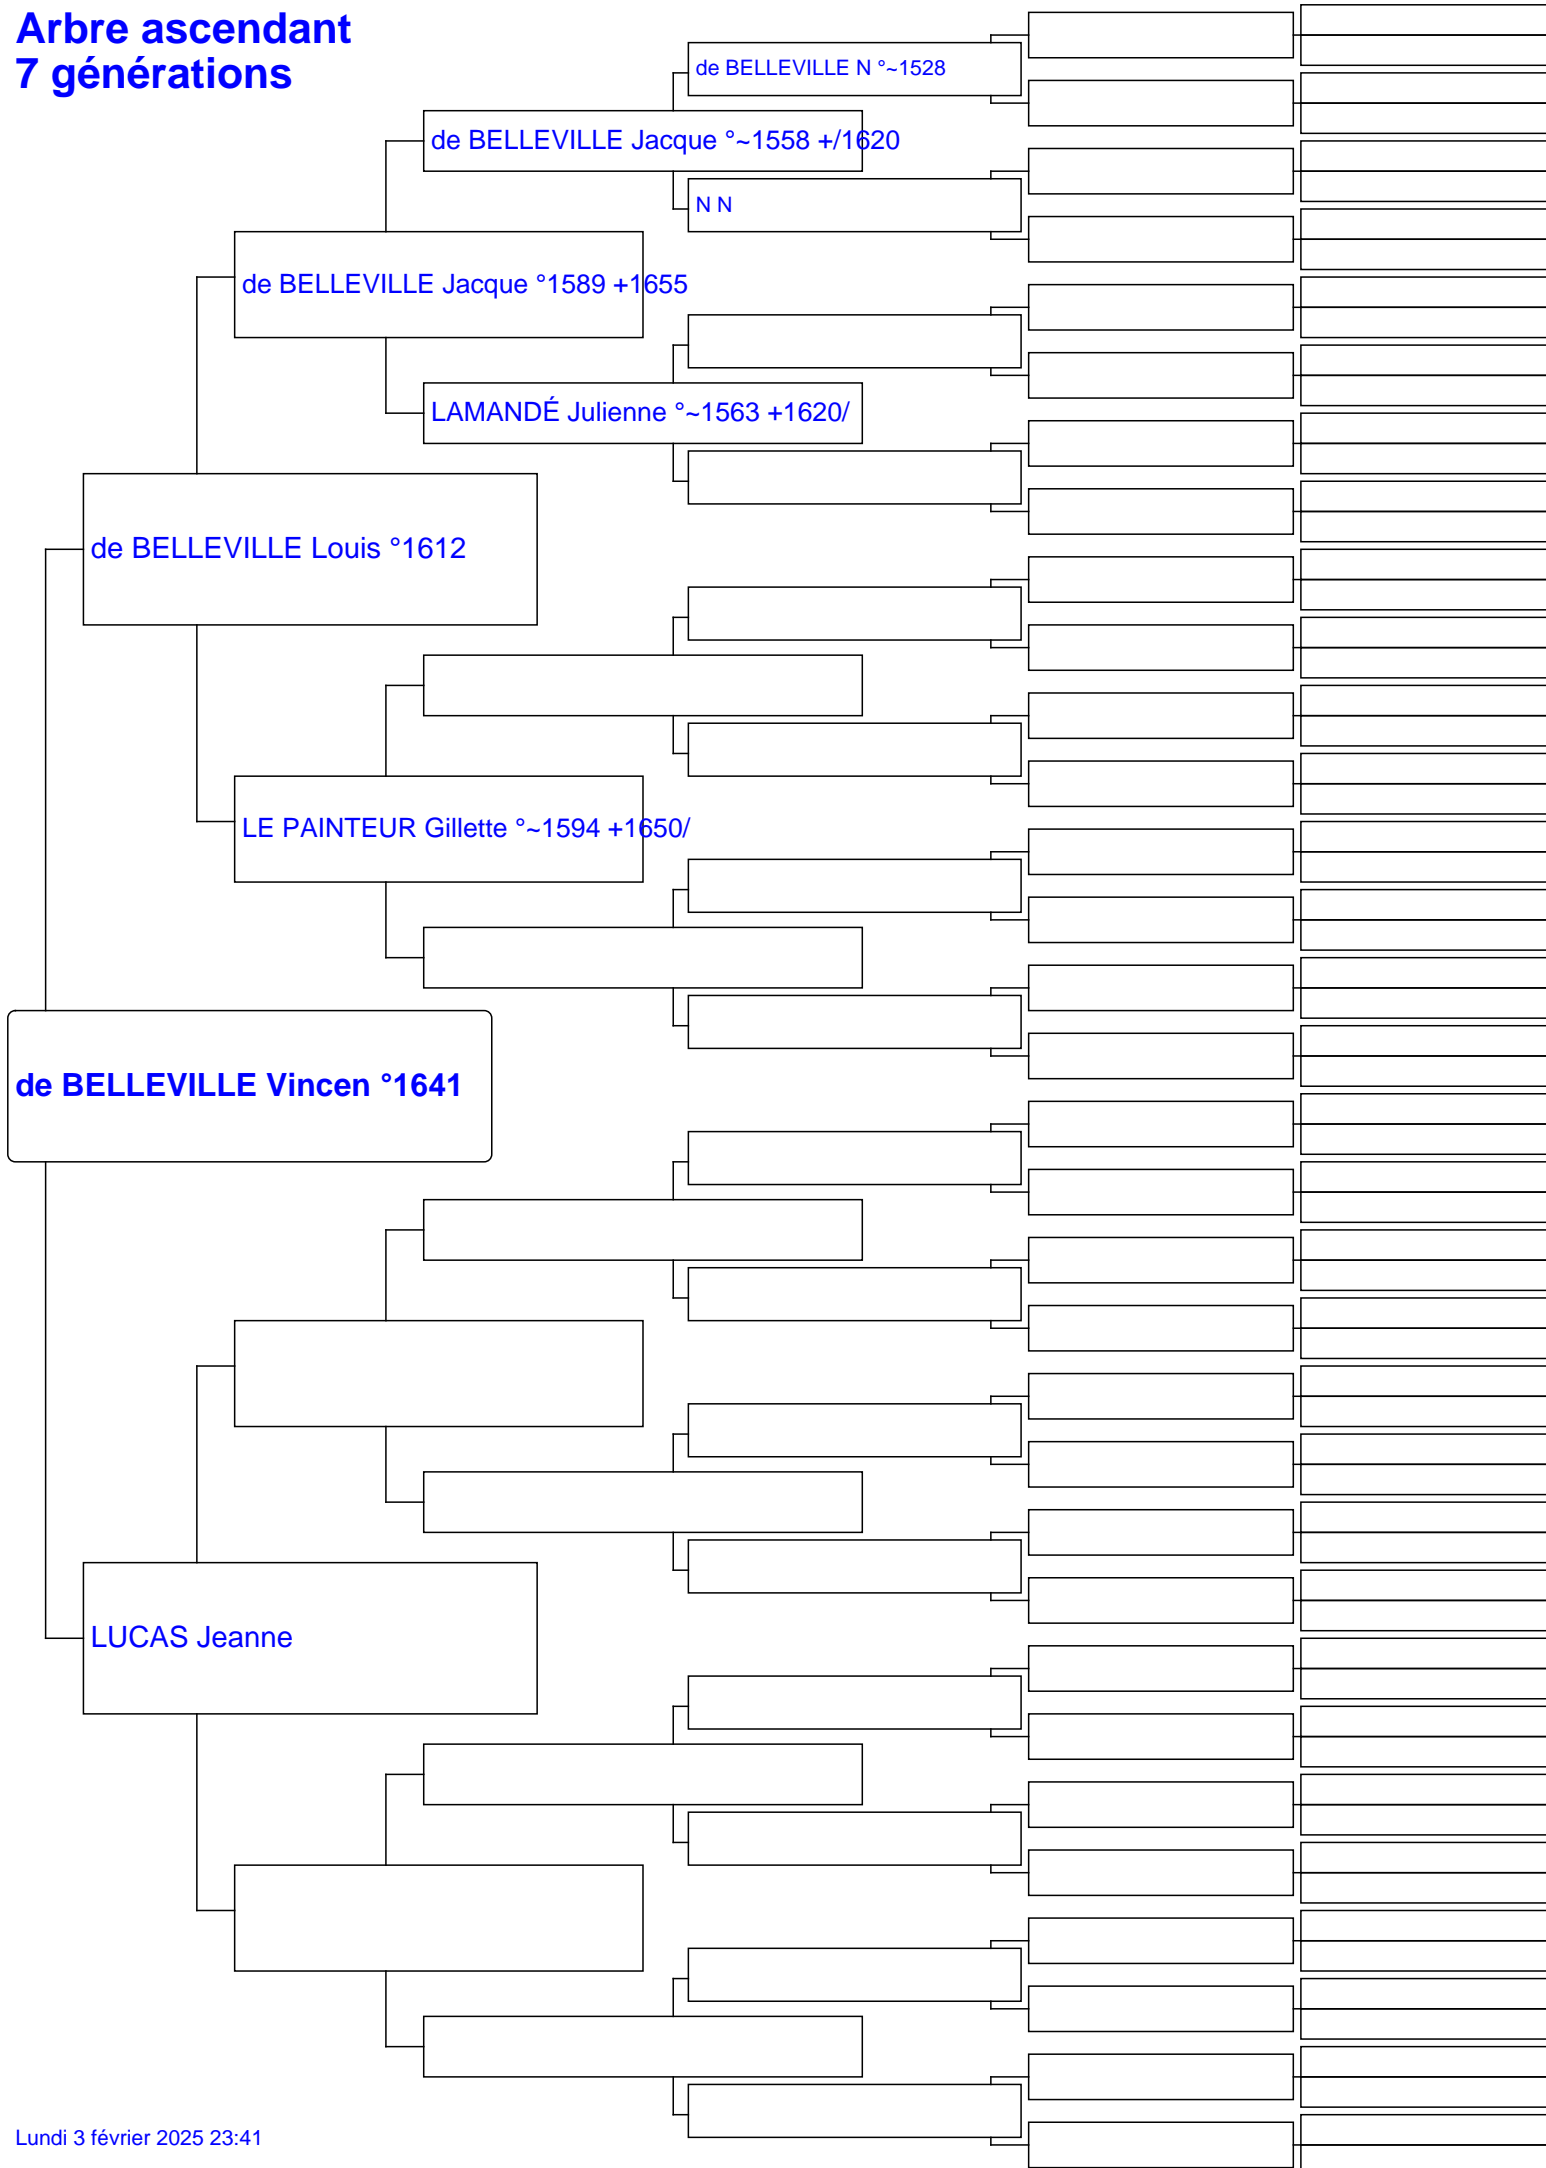 Arbre ascendant
7 générations
de BELLEVILLE N °~1528
de BELLEVILLE Jacque °~1558 +/1620
N N
de BELLEVILLE Jacque °1589 +1655
LAMANDÉ Julienne °~1563 +1620/
de BELLEVILLE Louis °1612
LE PAINTEUR Gillette °~1594 +1650/
de BELLEVILLE Vincen °1641
LUCAS Jeanne
Lundi 3 février 2025 23:41